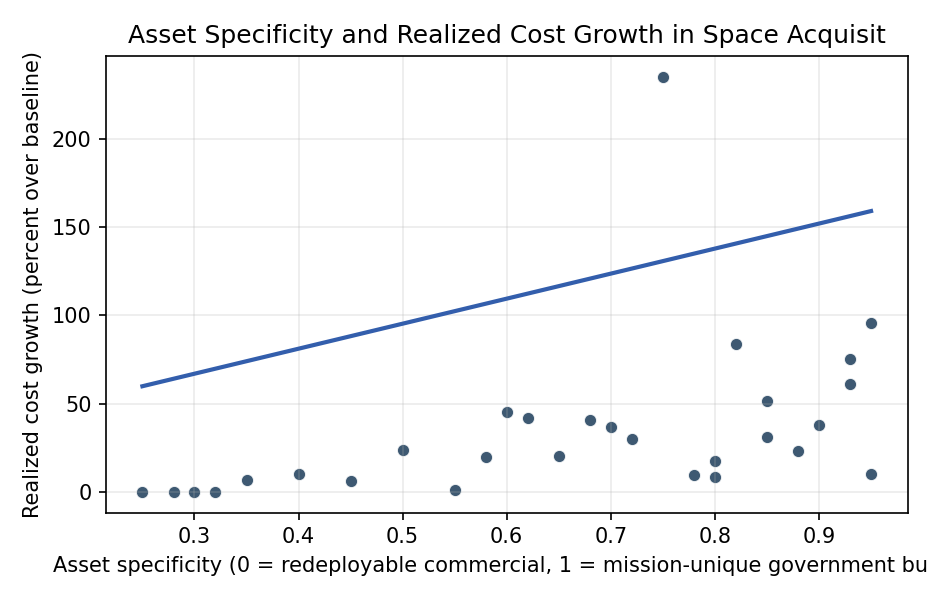 Asset Specificity and Realized Cost Growth in Space Acquisit
Realized cost growth (percent over baseline)
200
150
100
50
0
0.3 0.4 0.5 0.6 0.7 0.8 0.9
Asset specificity (0 = redeployable commercial, 1 = mission-unique government bu